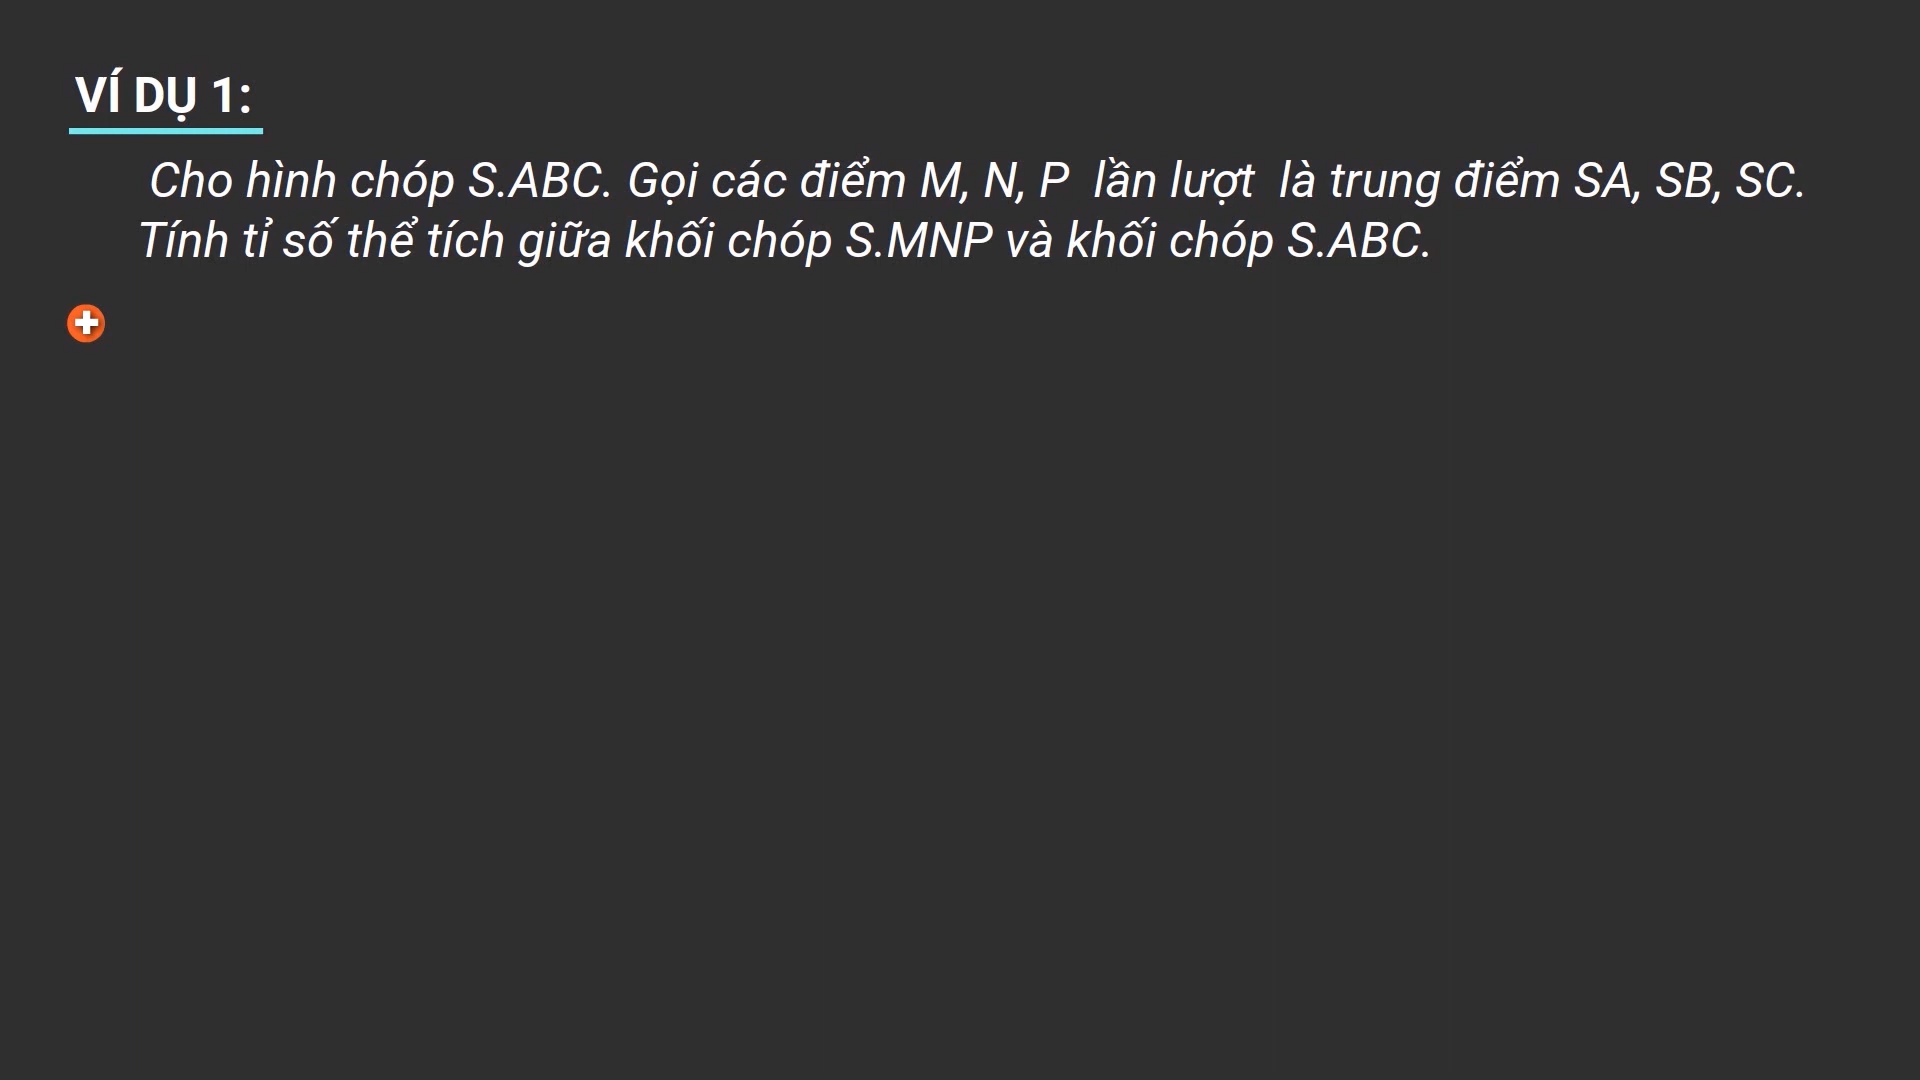 VÍ DỤ 1:
Cho hình chóp S.ABC. Gọi các điểm M, N, P lần lượt là trung điểm SA, SB, SC.
Tính tỉ số thể tích giữa khối chóp S.MNP và khối chóp S.ABC.